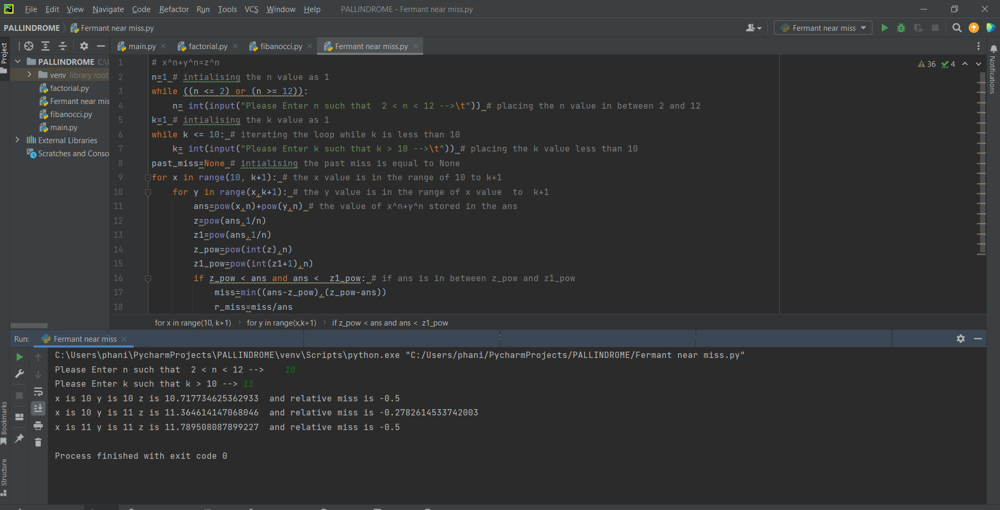 PC File Edit View Navigate Code Refactor Run Tools VCS Window Help PALLINDROME - Fermant near miss.py
PALLINDROME Fermant near miss.py Fermant near miss
Project
main.py factorial.py fibanocci.py Fermant near miss.py
PALLINDROME C:\U
venv library root
factorial.py
Fermant near mis
fibanocci.py
main.py
External Libraries
Scratches and Conso
36 4
Notifications
1 # x^n+y^n=z^n
2 n=1 # intialising the n value as 1
3 while ((n <= 2) or (n >= 12)):
4 n= int(input("Please Enter n such that  2 < n < 12 -->\t")) # placing the n value in between 2 and 12
5 k=1 # intialising the k value as 1
6 while k <= 10: # iterating the loop while k is less than 10
7 k= int(input("Please Enter k such that k > 10 -->\t")) # placing the k value less than 10
8 past_miss=None # intialising the past miss is equal to None
9 for x in range(10, k+1): # the x value is in the range of 10 to k+1
10 for y in range(x,k+1): # the y value is in the range of x value  to  k+1
11 ans=pow(x,n)+pow(y,n) # the value of x^n+y^n stored in the ans
12 z=pow(ans,1/n)
13 z1=pow(ans,1/n)
14 z_pow=pow(int(z),n)
15 z1_pow=pow(int(z1+1),n)
16 if z_pow < ans and ans <  z1_pow: # if ans is in between z_pow and z1_pow
17 miss=min((ans-z_pow),(z_pow-ans))
18 r_miss=miss/ans
for x in range(10, k+1) for y in range(x,k+1) if z_pow < ans and ans <  z1_pow
Run: Fermant near miss
C:\Users\phani\PycharmProjects\PALLINDROME\venv\Scripts\python.exe "C:/Users/phani/PycharmProjects/PALLINDROME/Fermant near miss.py"
Please Enter n such that  2 < n < 12 -->    10
Please Enter k such that k > 10 --> 11
x is 10 y is 10 z is 10.717734625362933  and relative miss is -0.5
x is 10 y is 11 z is 11.364614147068046  and relative miss is -0.2782614533742003
x is 11 y is 11 z is 11.789508087899227  and relative miss is -0.5
Process finished with exit code 0
Bookmarks
Structure